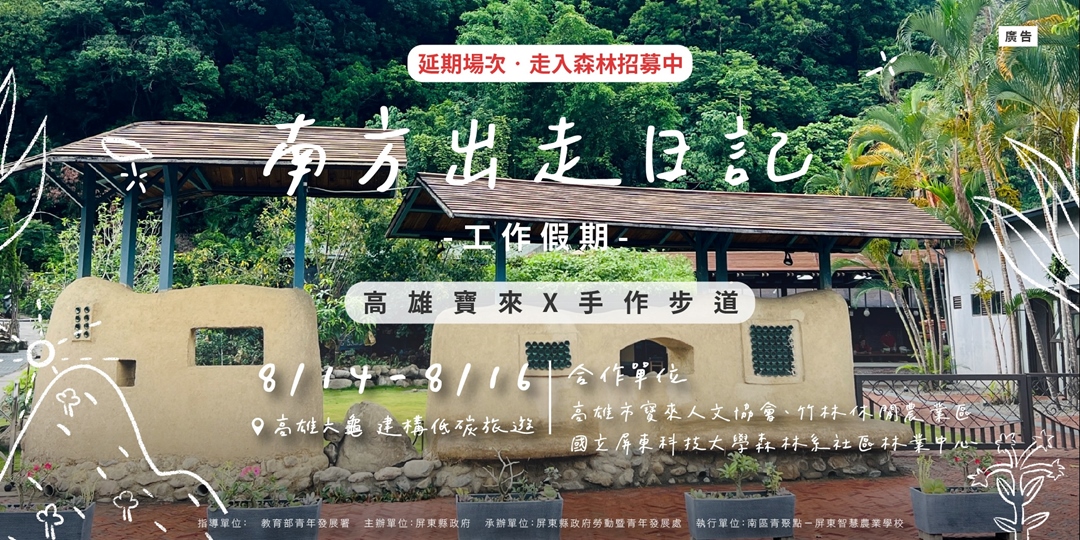 廣告
延期場次・走入森林招募中
南方出走日記
-工作假期-
高雄寶來X手作步道
8/14-8/16
高雄六龜 建構低碳旅遊
合作單位
高雄市寶來人文協會、竹林休閒農業區
國立屏東科技大學森林系社區林業中心
指導單位: 教育部青年發展署 主辦單位:屏東縣政府 承辦單位:屏東縣政府勞動暨青年發展處 執行單位:南區青聚點－屏東智慧農業學校